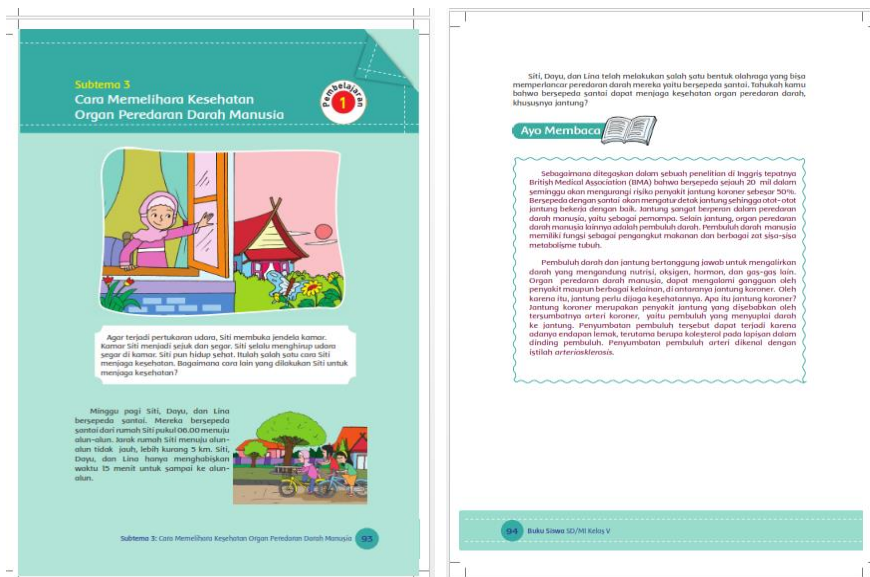 Subtema 3
Cara Memelihara Kesehatan
Organ Peredaran Darah Manusia
Pembelajaran
1
Agar terjadi pertukaran udara, Siti membuka jendela kamar.
Kamar Siti menjadi sejuk dan segar. Siti selalu menghirup udara
segar di kamar. Siti pun hidup sehat. Itulah salah satu cara Siti
menjaga kesehatan. Bagaimana cara lain yang dilakukan Siti untuk
menjaga kesehatan?
Minggu pagi Siti, Dayu, dan Lina
bersepeda santai. Mereka bersepeda
santai dari rumah Siti pukul 06.00 menuju
alun-alun. Jarak rumah Siti menuju alun-
alun tidak jauh, lebih kurang 5 km. Siti,
Dayu, dan Lina hanya menghabiskan
waktu 15 menit untuk sampai ke alun-
alun.
Subtema 3: Cara Memelihara Kesehatan Organ Peredaran Darah Manusia 93
Siti, Dayu, dan Lina telah melakukan salah satu bentuk olahraga yang bisa
memperlancar peredaran darah mereka yaitu bersepeda santai. Tahukah kamu
bahwa bersepeda santai dapat menjaga kesehatan organ peredaran darah,
khususnya jantung?
Ayo Membaca
Sebagaimana ditegaskan dalam sebuah penelitian di Inggris tepatnya
British Medical Association (BMA) bahwa bersepeda sejauh 20 mil dalam
seminggu akan mengurangi risiko penyakit jantung koroner sebesar 50%.
Bersepeda dengan santai akan mengatur detak jantung sehingga otot-otot
jantung bekerja dengan baik. Jantung sangat berperan dalam peredaran
darah manusia, yaitu sebagai pemompa. Selain jantung, organ peredaran
darah manusia lainnya adalah pembuluh darah. Pembuluh darah manusia
memiliki fungsi sebagai pengangkut makanan dan berbagai zat sisa-sisa
metabolisme tubuh.
Pembuluh darah dan jantung bertanggung jawab untuk mengalirkan
darah yang mengandung nutrisi, oksigen, hormon, dan gas-gas lain.
Organ peredaran darah manusia, dapat mengalami gangguan oleh
penyakit maupun berbagai kelainan, di antaranya jantung koroner. Oleh
karena itu, jantung perlu dijaga kesehatannya. Apa itu jantung koroner?
Jantung koroner merupakan penyakit jantung yang disebabkan oleh
tersumbatnya arteri koroner, yaitu pembuluh yang menyuplai darah
ke jantung. Penyumbatan pembuluh tersebut dapat terjadi karena
adanya endapan lemak, terutama berupa kolesterol pada lapisan dalam
dinding pembuluh. Penyumbatan pembuluh arteri dikenal dengan
istilah arteriosklerosis.
94 Buku Siswa SD/MI Kelas V